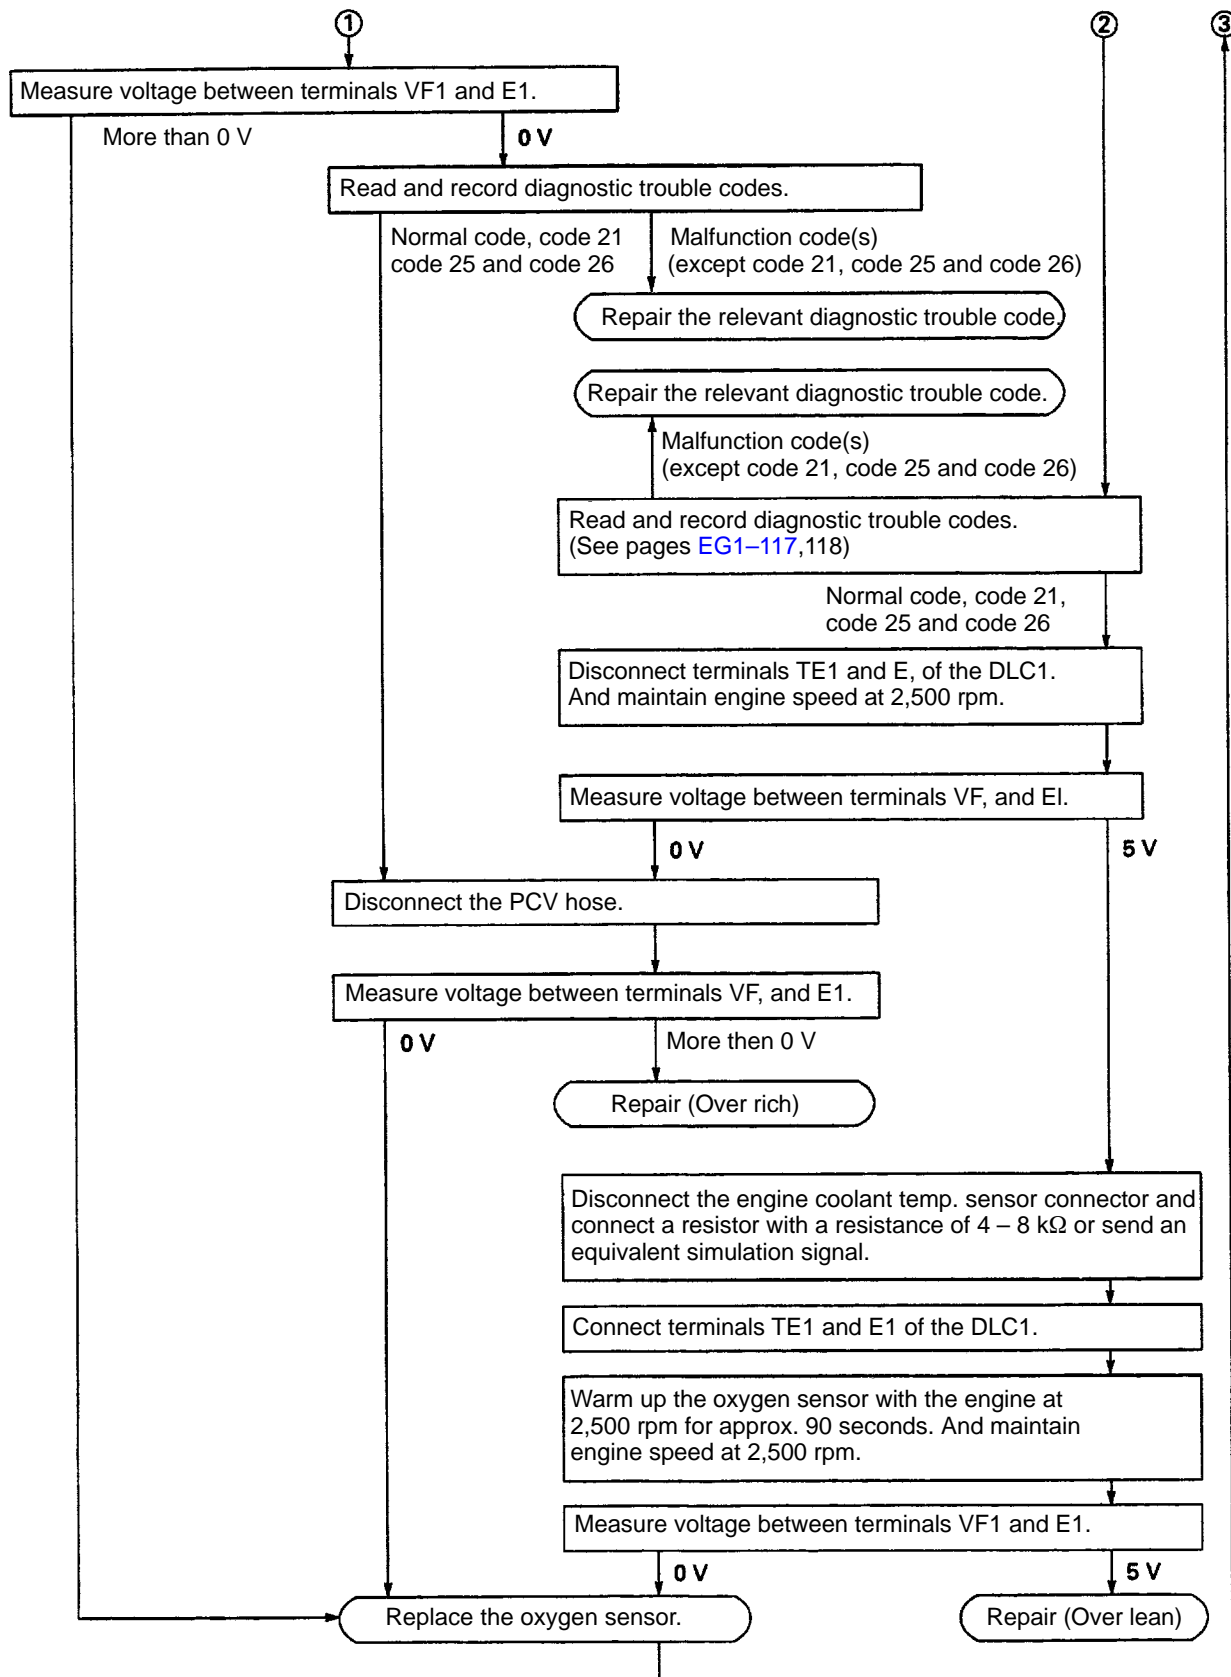 ① ② ③
Measure voltage between terminals VF1 and E1.
More than 0 V
0 V
Read and record diagnostic trouble codes.
Normal code, code 21
code 25 and code 26
Malfunction code(s)
(except code 21, code 25 and code 26)
Repair the relevant diagnostic trouble code.
Repair the relevant diagnostic trouble code.
Malfunction code(s)
(except code 21, code 25 and code 26)
Read and record diagnostic trouble codes.
(See pages EG1–117,118)
Normal code, code 21,
code 25 and code 26
Disconnect terminals TE1 and E, of the DLC1.
And maintain engine speed at 2,500 rpm.
Measure voltage between terminals VF, and EI.
0 V
5 V
Disconnect the PCV hose.
Measure voltage between terminals VF, and E1.
0 V
More then 0 V
Repair (Over rich)
Disconnect the engine coolant temp. sensor connector and
connect a resistor with a resistance of 4 – 8 kΩ or send an
equivalent simulation signal.
Connect terminals TE1 and E1 of the DLC1.
Warm up the oxygen sensor with the engine at
2,500 rpm for approx. 90 seconds. And maintain
engine speed at 2,500 rpm.
Measure voltage between terminals VF1 and E1.
0 V
5 V
Replace the oxygen sensor.
Repair (Over lean)